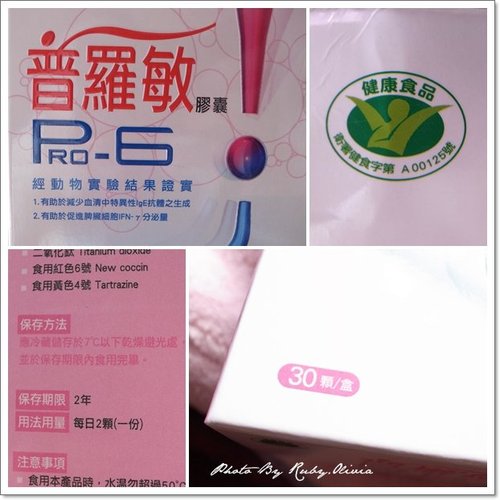 普羅敏
膠囊
PRO-6
經動物實驗結果證實
1.有助於減少血清中特異性IgE抗體之生成
2.有助於促進脾臟細胞IFN-γ分泌量
健康食品
衛署健食字第 A00125號
二氧化鈦 Titanium dioxide
食用紅色6號 New coccin
食用黃色4號 Tartrazine
保存方法
應冷藏儲存於7℃以下乾燥避光處,
並於保存期限內食用完畢。
保存期限 2年
用法用量 每日2顆(一份)
注意事項
食用本產品時,水溫勿超過50℃
30顆/盒
Photo By Ruby.Olivia